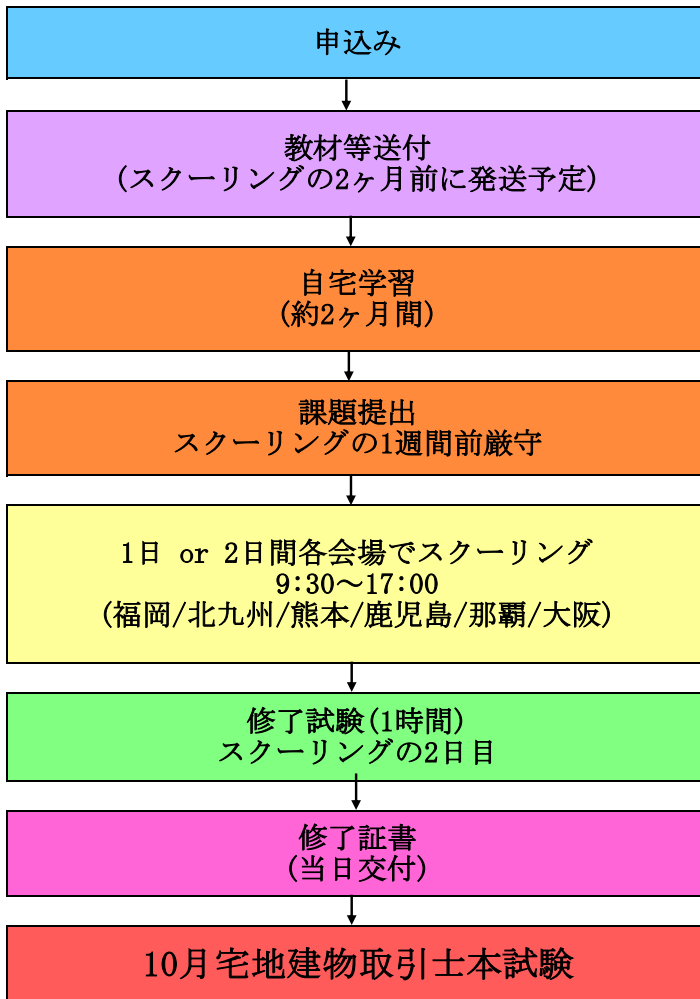 申込み
教材等送付
(スクーリングの2ヶ月前に発送予定)
自宅学習
(約2ヶ月間)
課題提出
スクーリングの1週間前厳守
1日 or 2日間各会場でスクーリング
9:30～17:00
(福岡/北九州/熊本/鹿児島/那覇/大阪)
修了試験(1時間)
スクーリングの2日目
修了証書
(当日交付)
10月宅地建物取引士本試験